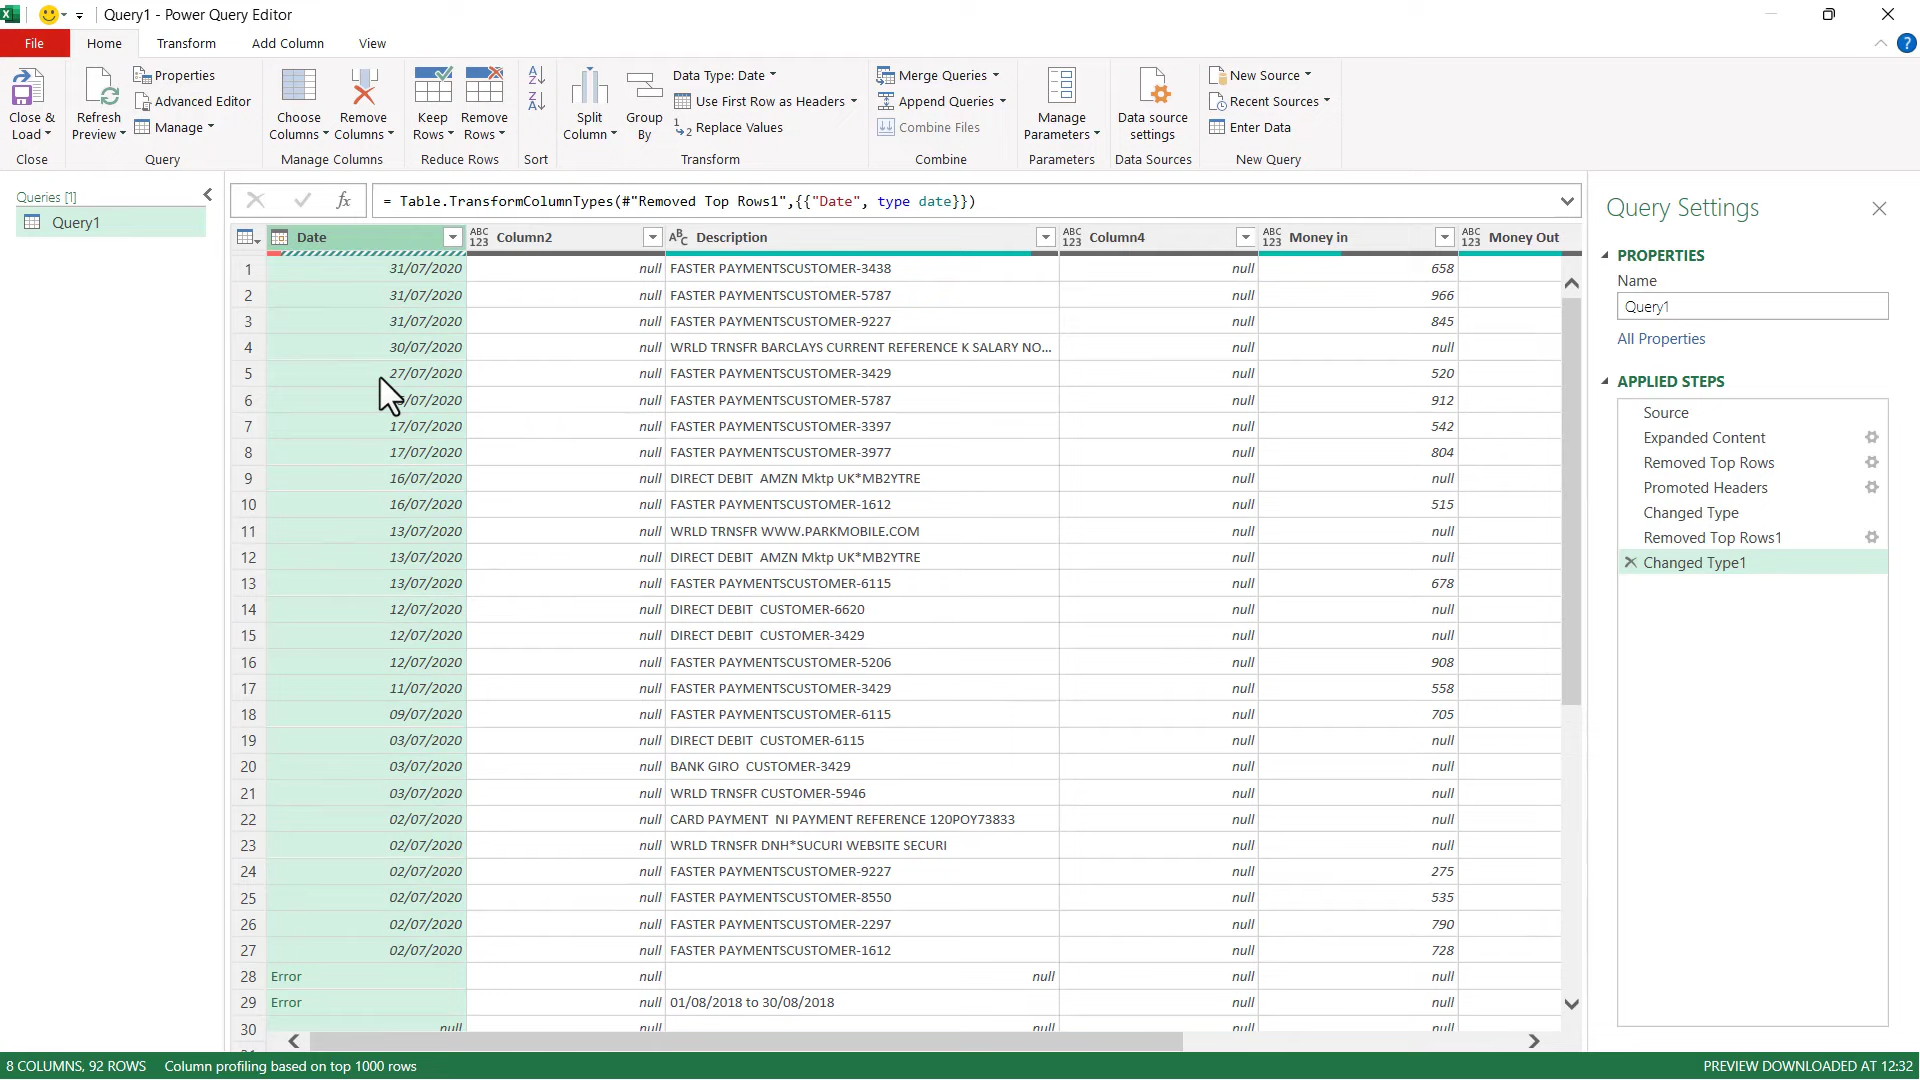 Query1 - Power Query Editor
File Home Transform Add Column View
Close & Load
Close
Refresh Preview
Properties
Advanced Editor
Manage
Query
Choose Columns
Remove Columns
Manage Columns
Keep Rows
Remove Rows
Reduce Rows
Sort
Split Column
Group By
Data Type: Date
Use First Row as Headers
Replace Values
Transform
Merge Queries
Append Queries
Combine Files
Combine
Manage Parameters
Parameters
Data source settings
Data Sources
New Source
Recent Sources
Enter Data
New Query
Queries [1]
Query1
fx = Table.TransformColumnTypes(#"Removed Top Rows1",{{"Date", type date}})
Date ABC 123 Column2 ABC Description ABC 123 Column4 ABC 123 Money in ABC 123 Money Out
1 31/07/2020 null FASTER PAYMENTSCUSTOMER-3438 null 658
2 31/07/2020 null FASTER PAYMENTSCUSTOMER-5787 null 966
3 31/07/2020 null FASTER PAYMENTSCUSTOMER-9227 null 845
4 30/07/2020 null WRLD TRNSFR BARCLAYS CURRENT REFERENCE K SALARY NO... null null
5 27/07/2020 null FASTER PAYMENTSCUSTOMER-3429 null 520
6 /07/2020 null FASTER PAYMENTSCUSTOMER-5787 null 912
7 17/07/2020 null FASTER PAYMENTSCUSTOMER-3397 null 542
8 17/07/2020 null FASTER PAYMENTSCUSTOMER-3977 null 804
9 16/07/2020 null DIRECT DEBIT  AMZN Mktp UK*MB2YTRE null null
10 16/07/2020 null FASTER PAYMENTSCUSTOMER-1612 null 515
11 13/07/2020 null WRLD TRNSFR WWW.PARKMOBILE.COM null null
12 13/07/2020 null DIRECT DEBIT  AMZN Mktp UK*MB2YTRE null null
13 13/07/2020 null FASTER PAYMENTSCUSTOMER-6115 null 678
14 12/07/2020 null DIRECT DEBIT  CUSTOMER-6620 null null
15 12/07/2020 null DIRECT DEBIT  CUSTOMER-3429 null null
16 12/07/2020 null FASTER PAYMENTSCUSTOMER-5206 null 908
17 11/07/2020 null FASTER PAYMENTSCUSTOMER-3429 null 558
18 09/07/2020 null FASTER PAYMENTSCUSTOMER-6115 null 705
19 03/07/2020 null DIRECT DEBIT  CUSTOMER-6115 null null
20 03/07/2020 null BANK GIRO  CUSTOMER-3429 null null
21 03/07/2020 null WRLD TRNSFR CUSTOMER-5946 null null
22 02/07/2020 null CARD PAYMENT  NI PAYMENT REFERENCE 120POY73833 null null
23 02/07/2020 null WRLD TRNSFR DNH*SUCURI WEBSITE SECURI null null
24 02/07/2020 null FASTER PAYMENTSCUSTOMER-9227 null 275
25 02/07/2020 null FASTER PAYMENTSCUSTOMER-8550 null 535
26 02/07/2020 null FASTER PAYMENTSCUSTOMER-2297 null 790
27 02/07/2020 null FASTER PAYMENTSCUSTOMER-1612 null 728
28 Error null null null null
29 Error null 01/08/2018 to 30/08/2018 null null
30 null null null null null
Query Settings
PROPERTIES
Name
Query1
All Properties
APPLIED STEPS
Source
Expanded Content
Removed Top Rows
Promoted Headers
Changed Type
Removed Top Rows1
Changed Type1
8 COLUMNS, 92 ROWS Column profiling based on top 1000 rows PREVIEW DOWNLOADED AT 12:32